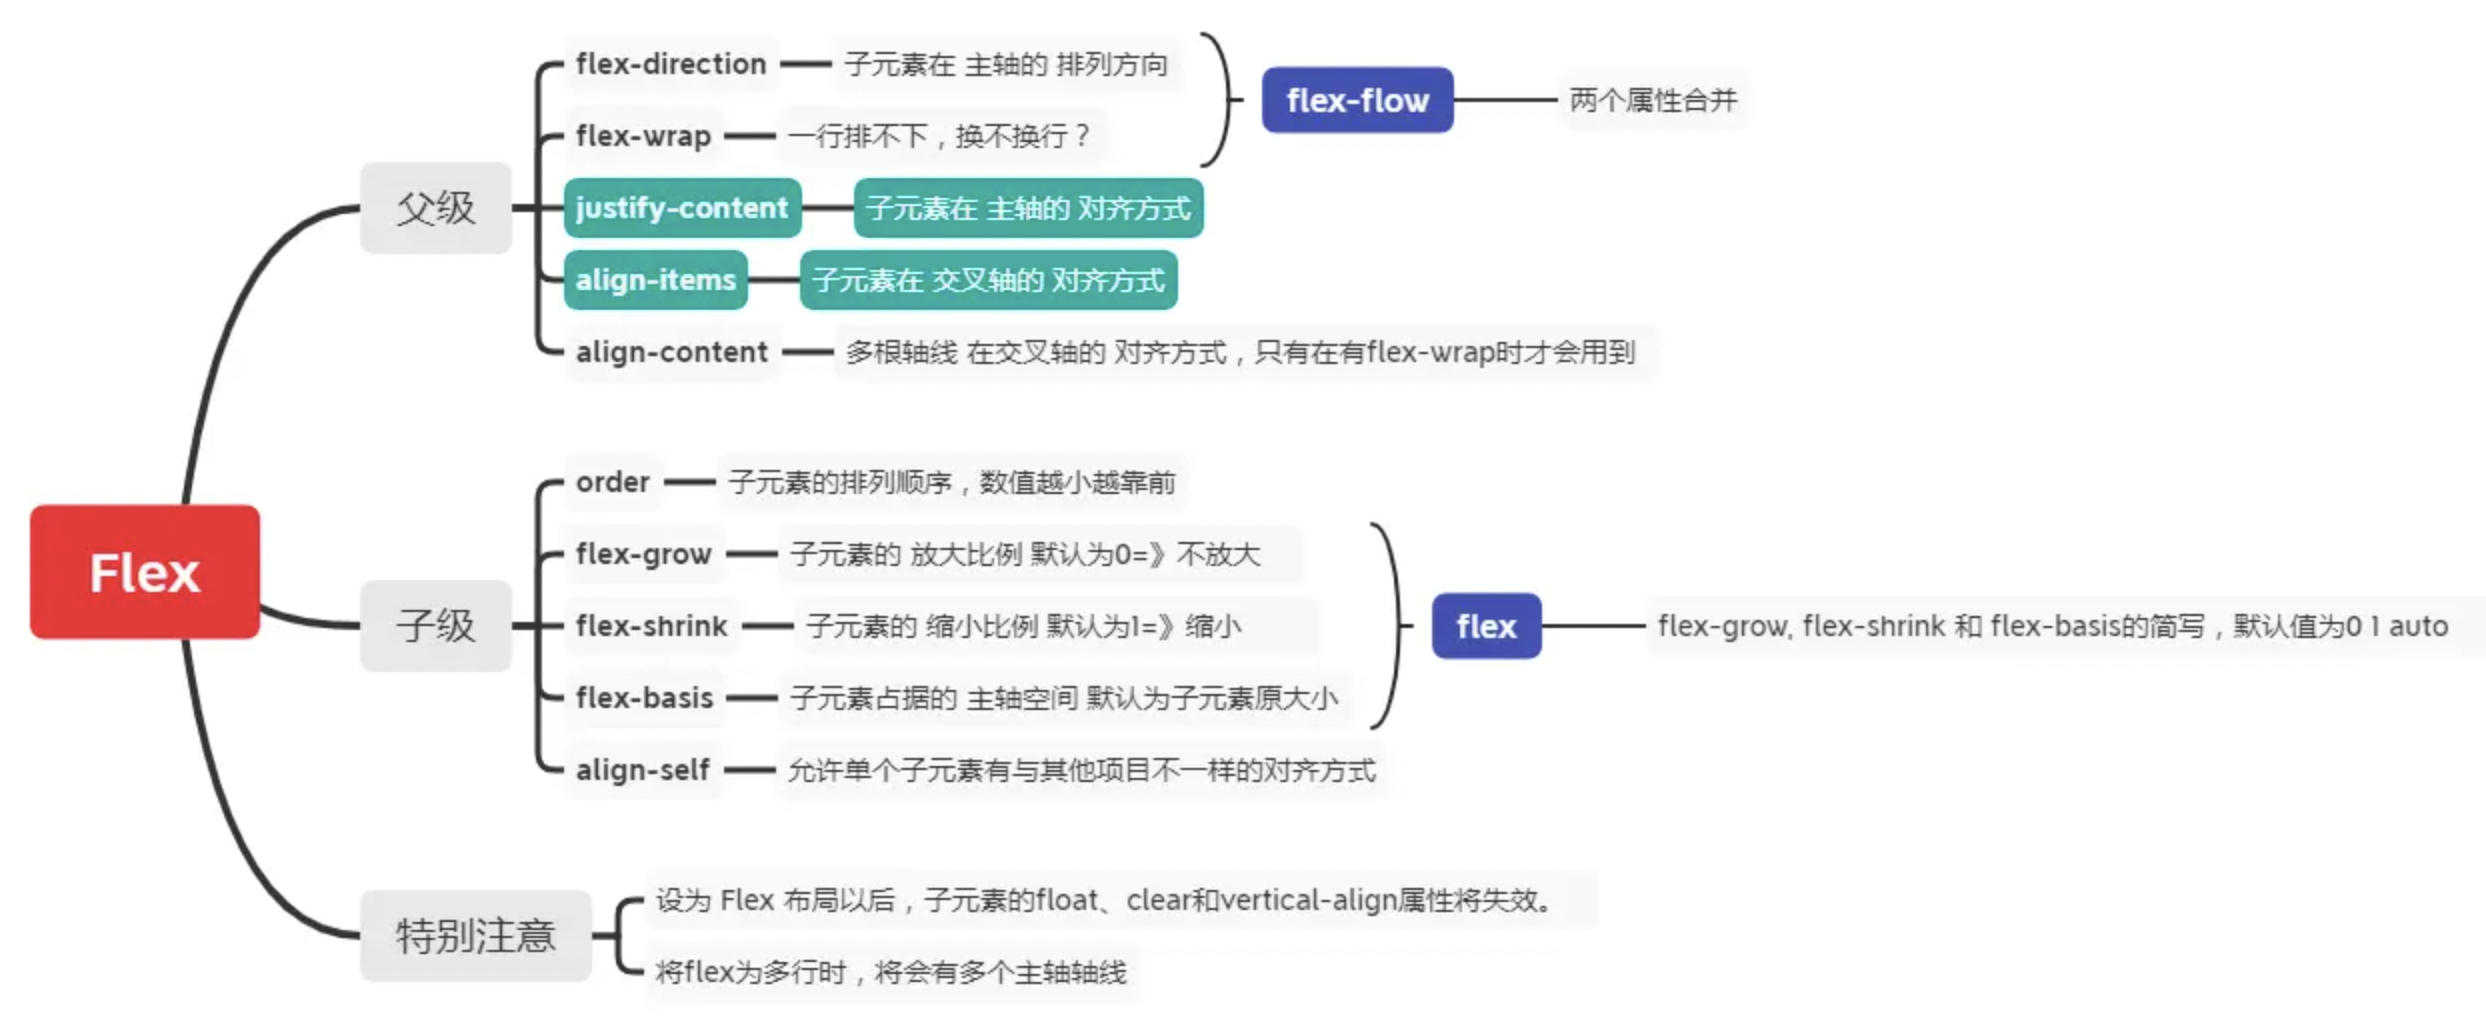 Flex
父级
flex-direction
子元素在 主轴的 排列方向
flex-wrap
一行排不下，换不换行？
flex-flow
两个属性合并
justify-content
子元素在 主轴的 对齐方式
align-items
子元素在 交叉轴的 对齐方式
align-content
多根轴线 在交叉轴的 对齐方式，只有在有flex-wrap时才会用到
子级
order
子元素的排列顺序，数值越小越靠前
flex-grow
子元素的 放大比例 默认为0=》不放大
flex-shrink
子元素的 缩小比例 默认为1=》缩小
flex-basis
子元素占据的 主轴空间 默认为子元素原大小
flex
flex-grow, flex-shrink 和 flex-basis的简写，默认值为0 1 auto
align-self
允许单个子元素有与其他项目不一样的对齐方式
特别注意
设为 Flex 布局以后，子元素的float、clear和vertical-align属性将失效。
将flex为多行时，将会有多个主轴轴线